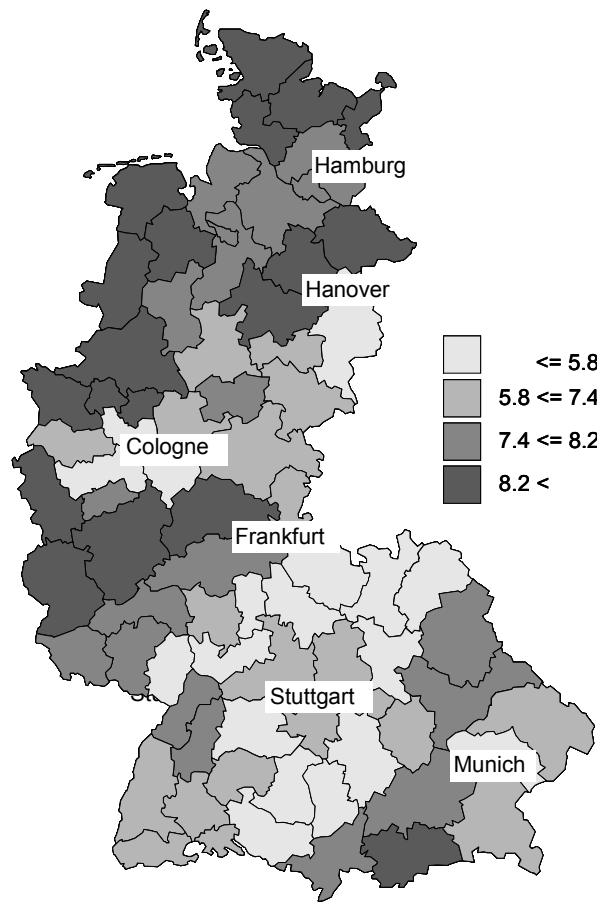 Hamburg
Hanover
<= 5.8
5.8 <= 7.4
7.4 <= 8.2
8.2 <
Cologne
Frankfurt
Stuttgart
Munich